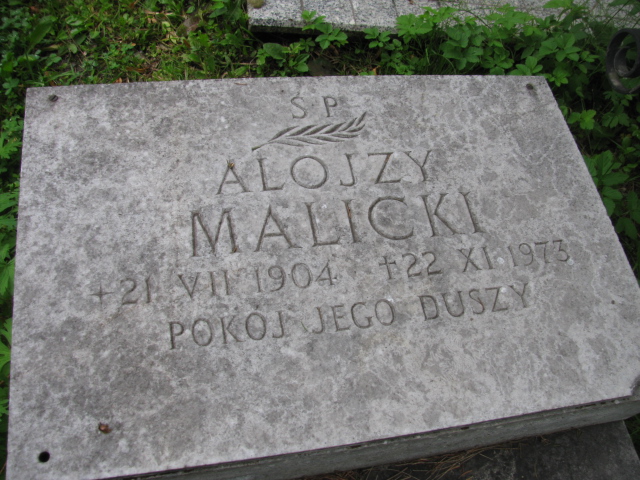 S P
ALOJZY
MALICKI
+21 VII 1904 +22 XI 1973
POKÓJ JEGO DUSZY